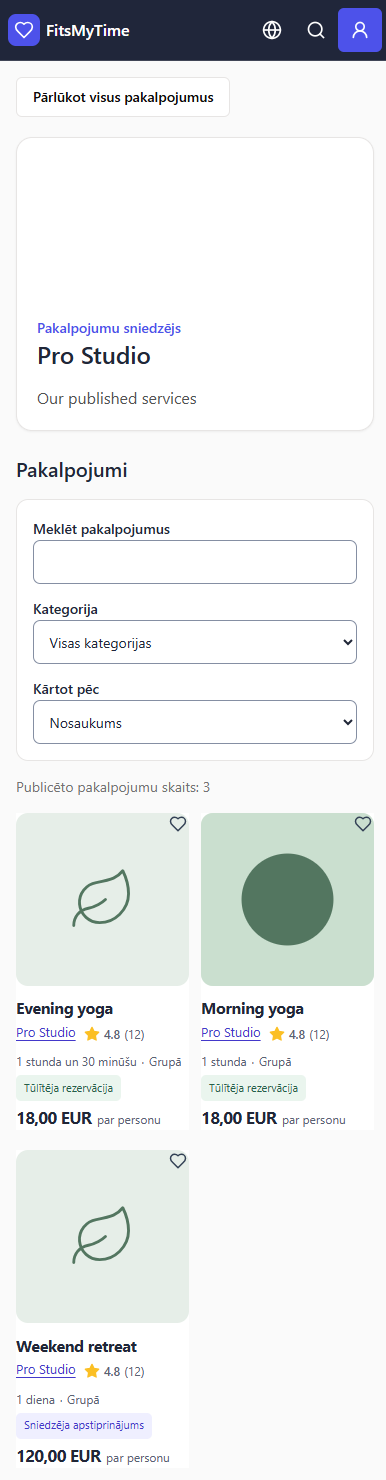 FitsMyTime
Pārlūkot visus pakalpojumus
Pakalpojumu sniedzējs
Pro Studio
Our published services
Pakalpojumi
Meklēt pakalpojumus
Kategorija
Visas kategorijas
Kārtot pēc
Nosaukums
Publicēto pakalpojumu skaits: 3
Evening yoga
Pro Studio 4.8 (12)
1 stunda un 30 minūšu · Grupā
Tūlītēja rezervācija
18,00 EUR par personu
Morning yoga
Pro Studio 4.8 (12)
1 stunda · Grupā
Tūlītēja rezervācija
18,00 EUR par personu
Weekend retreat
Pro Studio 4.8 (12)
1 diena · Grupā
Sniedzēja apstiprinājums
120,00 EUR par personu